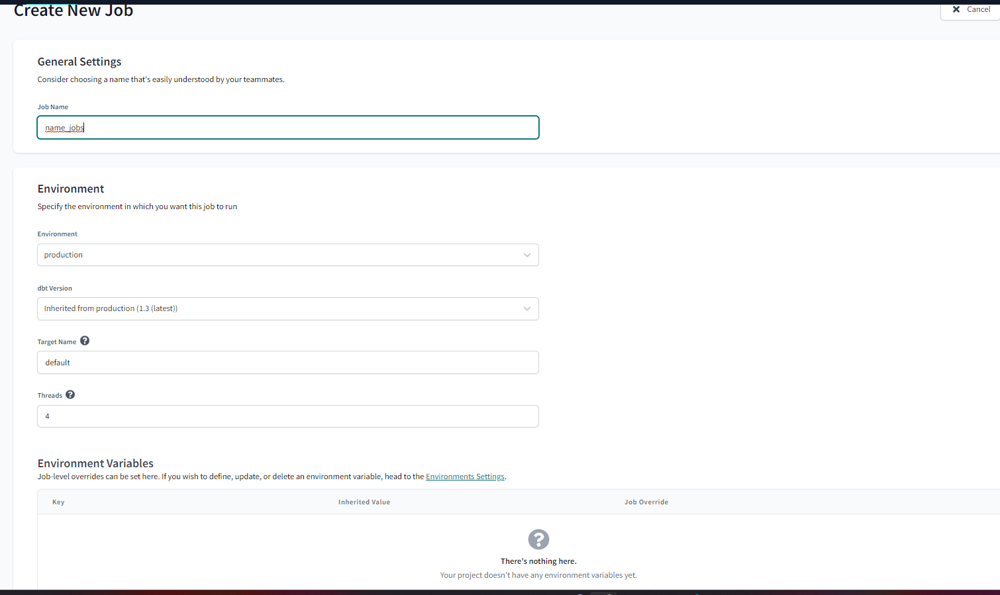 Create New Job
Cancel
General Settings
Consider choosing a name that's easily understood by your teammates.
Job Name
name_jobs
Environment
Specify the environment in which you want this job to run
Environment
production
dbt Version
Inherited from production (1.3 (latest))
Target Name
default
Threads
4
Environment Variables
Job-level overrides can be set here. If you wish to define, update, or delete an environment variable, head to the Environments Settings.
Key Inherited Value Job Override
There's nothing here.
Your project doesn't have any environment variables yet.